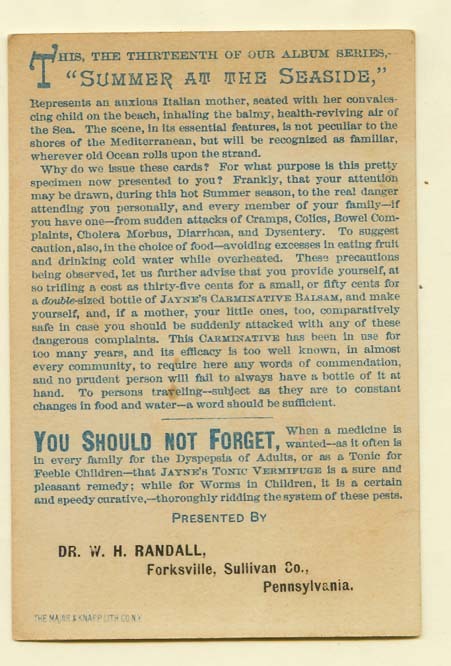 THIS, THE THIRTEENTH OF OUR ALBUM SERIES,—
“SUMMER AT THE SEASIDE,”
Represents an anxious Italian mother, seated with her convales-
cing child on the beach, inhaling the balmy, health-reviving air of
the Sea. The scene, in its essential features, is not peculiar to the
shores of the Mediterranean, but will be recognized as familiar,
wherever old Ocean rolls upon the strand.
Why do we issue these cards? For what purpose is this pretty
specimen now presented to you? Frankly, that your attention
may be drawn, during this hot Summer season, to the real danger
attending you personally, and every member of your family—if
you have one—from sudden attacks of Cramps, Colics, Bowel Com-
plaints, Cholera Morbus, Diarrhœa, and Dysentery. To suggest
caution, also, in the choice of food—avoiding excesses in eating fruit
and drinking cold water while overheated. These precautions
being observed, let us further advise that you provide yourself, at
so trifling a cost as thirty-five cents for a small, or fifty cents for
a double-sized bottle of JAYNE'S CARMINATIVE BALSAM, and make
yourself, and, if a mother, your little ones, too, comparatively
safe in case you should be suddenly attacked with any of these
dangerous complaints. This CARMINATIVE has been in use for
too many years, and its efficacy is too well known, in almost
every community, to require here any words of commendation,
and no prudent person will fail to always have a bottle of it at
hand. To persons traveling—subject as they are to constant
changes in food and water—a word should be sufficient.
YOU SHOULD NOT FORGET, When a medicine is
wanted—as it often is
in every family for the Dyspepsia of Adults, or as a Tonic for
Feeble Children—that JAYNE'S TONIC VERMIFUGE is a sure and
pleasant remedy; while for Worms in Children, it is a certain
and speedy curative,—thoroughly ridding the system of these pests.
PRESENTED BY
DR. W. H. RANDALL,
Forksville, Sullivan Co.,
Pennsylvania.
THE MAJOR & KNAPP LITH. CO. N.Y.